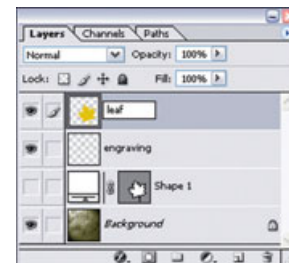 Layers Channels Paths
Normal Opacity: 100%
Lock: Fill: 100%
leaf
engraving
Shape 1
Background